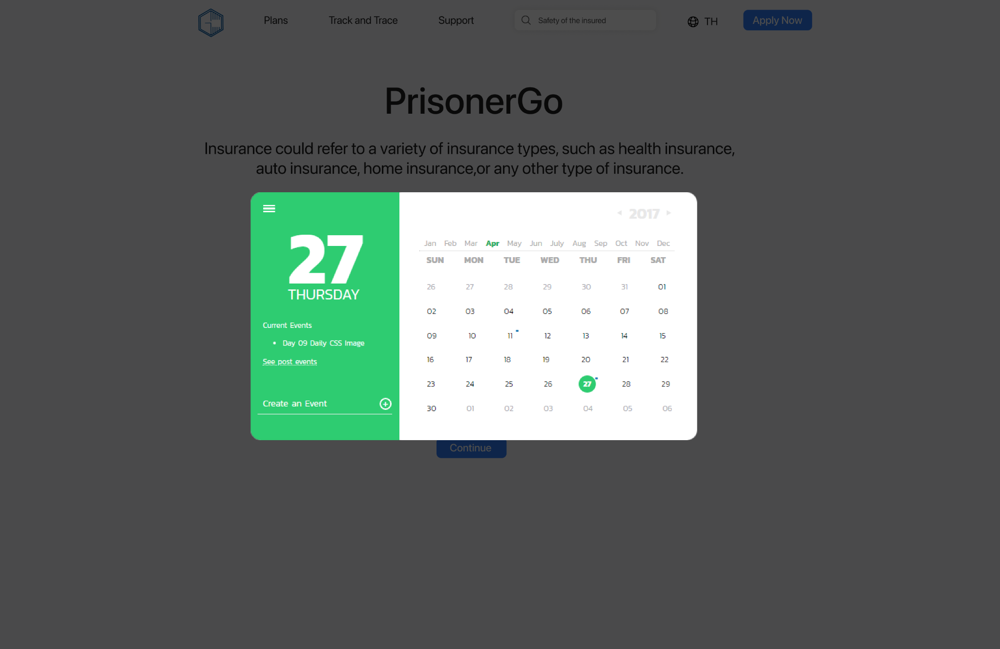 Plans Track and Trace Support Safety of the insured TH Apply Now
PrisonerGo
Insurance could refer to a variety of insurance types, such as health insurance,
auto insurance, home insurance,or any other type of insurance.
27
THURSDAY
Current Events
• Day 09 Daily CSS Image
See post events
Create an Event
2017
Jan Feb Mar Apr May Jun July Aug Sep Oct Nov Dec
SUN MON TUE WED THU FRI SAT
26 27 28 29 30 31 01
02 03 04 05 06 07 08
09 10 11 12 13 14 15
16 17 18 19 20 21 22
23 24 25 26 27 28 29
30 01 02 03 04 05 06
Continue